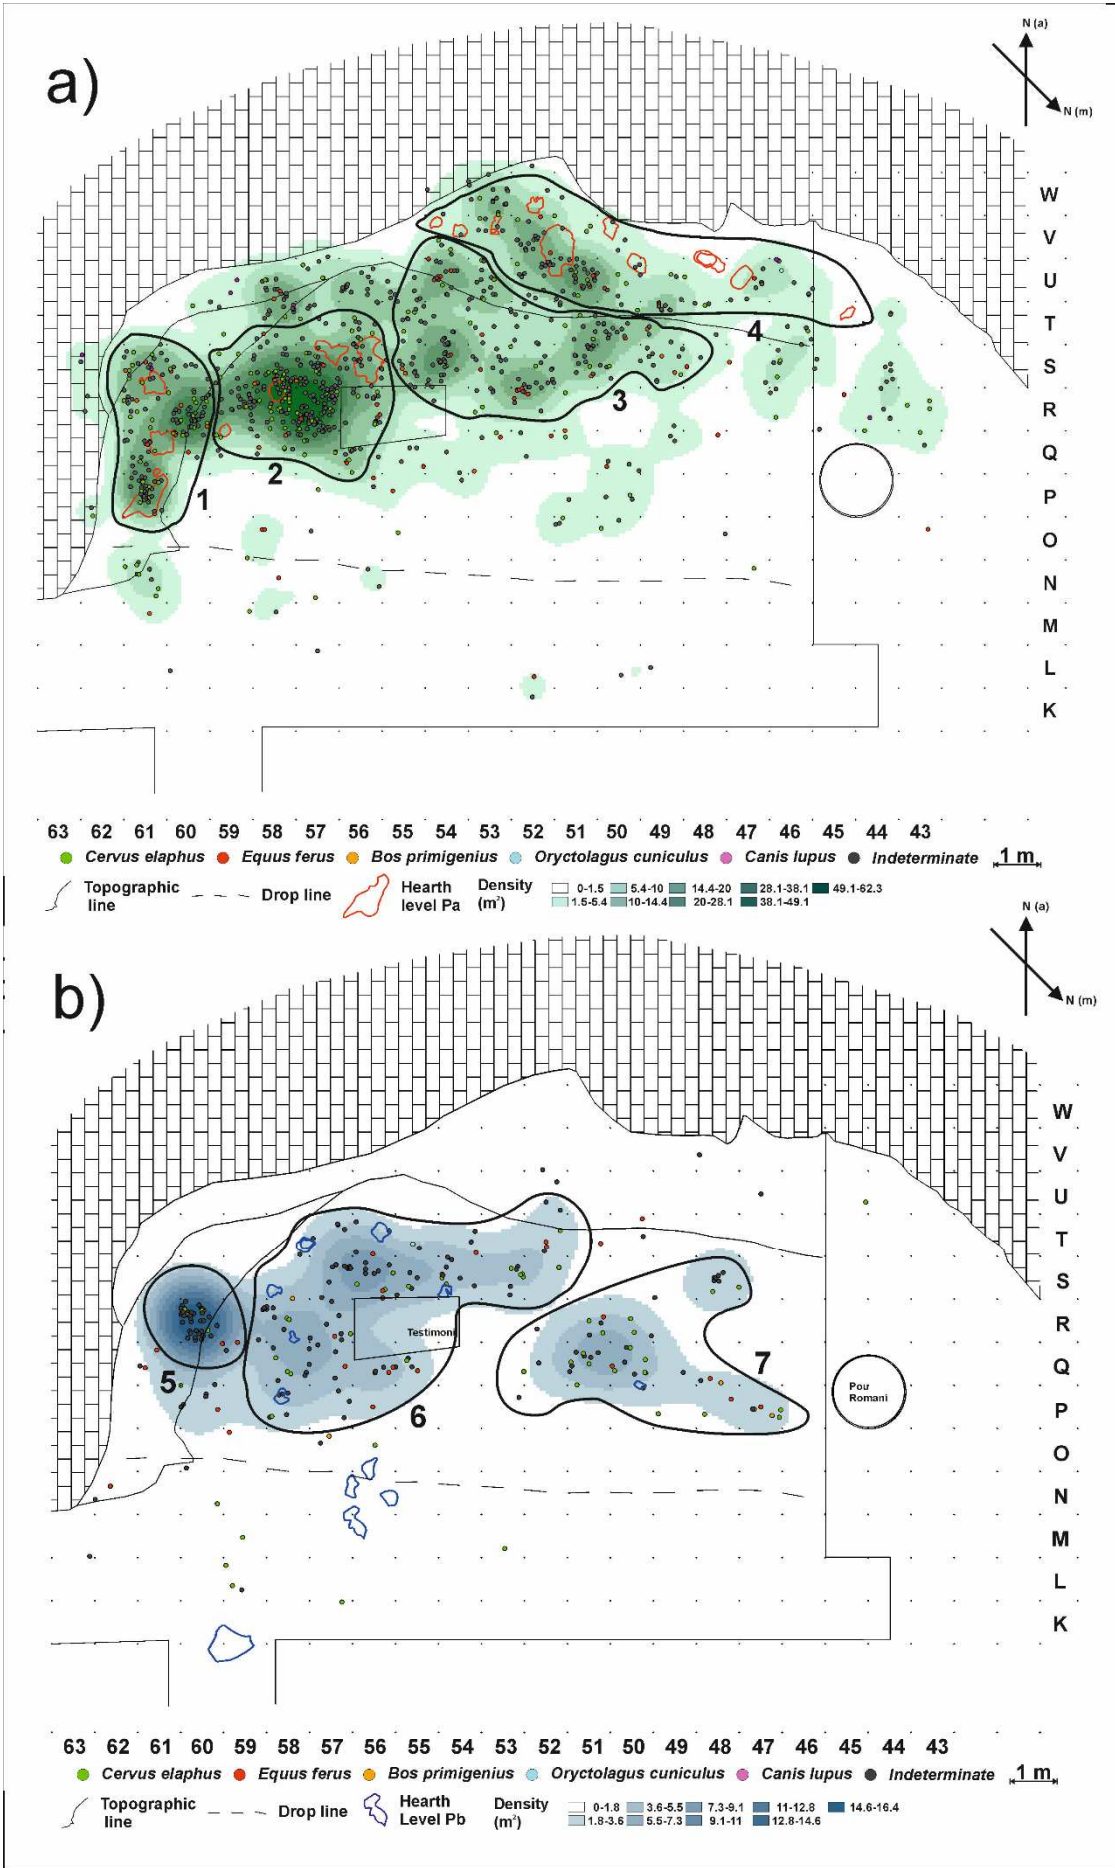 N (a)
a)
N (m)
W
V
U
T
S
R
Q
P
O
N
M
L
K
4
3
2
1
63 62 61 60 59 58 57 56 55 54 53 52 51 50 49 48 47 46 45 44 43
Cervus elaphus Equus ferus Bos primigenius Oryctolagus cuniculus Canis lupus Indeterminate 1 m
Topographic line Drop line Hearth level Pa Density (m²) 0-1.5 5.4-10 14.4-20 28.1-38.1 49.1-62.3
1.5-5.4 10-14.4 20-28.1 38.1-49.1
N (a)
b)
N (m)
W
V
U
T
S
R
Q
P
O
N
M
L
K
Testimoni
7
5
6
Pou
Romani
63 62 61 60 59 58 57 56 54 53 52 51 50 49 48 47 46 45 44 43
Cervus elaphus Equus ferus Bos primigenius Oryctolagus cuniculus Canis lupus Indeterminate 1 m
Topographic line Drop line Hearth Level Pb Density (m²) 0-1.8 3.6-5.5 7.3-9.1 11-12.8 14.6-16.4
1.8-3.6 5.5-7.3 9.1-11 12.8-14.6